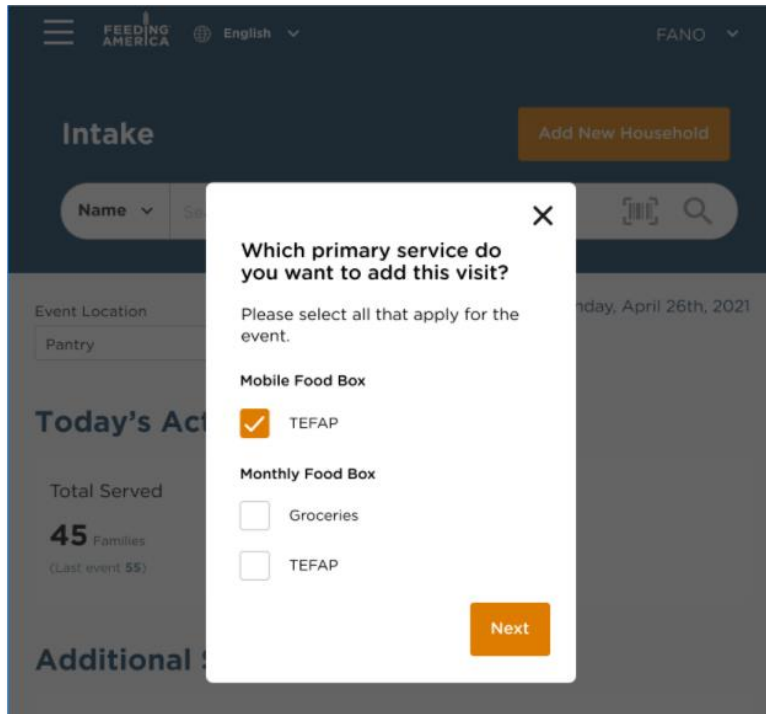 FEEDING
AMERICA
English
FANO
Intake
Add New Household
Name
Which primary service do
you want to add this visit?
Event Location
April 26th, 2021
Please select all that apply for the
event.
Pantry
Mobile Food Box
Today's
TEFAP
Monthly Food Box
Total Served
Groceries
45 Families
(Last event 55)
TEFAP
Next
Additional